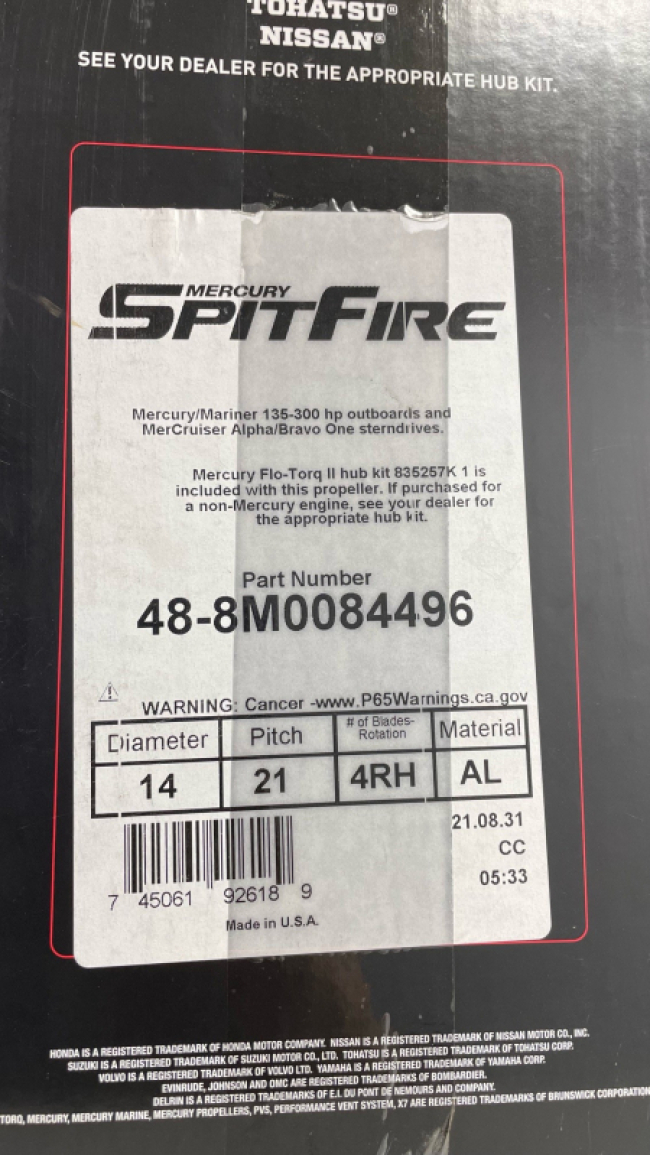 TOHATSU®
NISSAN®
SEE YOUR DEALER FOR THE APPROPRIATE HUB KIT.
MERCURY
SPITFIRE
Mercury/Mariner 135-300 hp outboards and
MerCruiser Alpha/Bravo One sterndrives.
Mercury Flo-Torq II hub kit 835257K 1 is
included with this propeller. If purchased for
a non-Mercury engine, see your dealer for
the appropriate hub kit.
Part Number
48-8M0084496
WARNING: Cancer -www.P65Warnings.ca.gov
Diameter Pitch # of Blades- Material
Rotation
14 21 4RH AL
21.08.31
CC
05:33
7 45061 92618 9
Made in U.S.A.
HONDA IS A REGISTERED TRADEMARK OF HONDA MOTOR COMPANY. NISSAN IS A REGISTERED TRADEMARK OF NISSAN MOTOR CO., INC.
SUZUKI IS A REGISTERED TRADEMARK OF SUZUKI MOTOR CO., LTD. TOHATSU IS A REGISTERED TRADEMARK OF TOHATSU CORP.
VOLVO IS A REGISTERED TRADEMARK OF VOLVO LTD. YAMAHA IS A REGISTERED TRADEMARK OF YAMAHA CORP.
EVINRUDE, JOHNSON AND OMC ARE REGISTERED TRADEMARKS OF BOMBARDIER.
DELRIN IS A REGISTERED TRADEMARKS OF E.I. DU PONT DE NEMOURS AND COMPANY.
TORQ, MERCURY, MERCURY MARINE, MERCURY PROPELLERS, PVS, PERFORMANCE VENT SYSTEM, X7 ARE REGISTERED TRADEMARKS OF BRUNSWICK CORPORATION